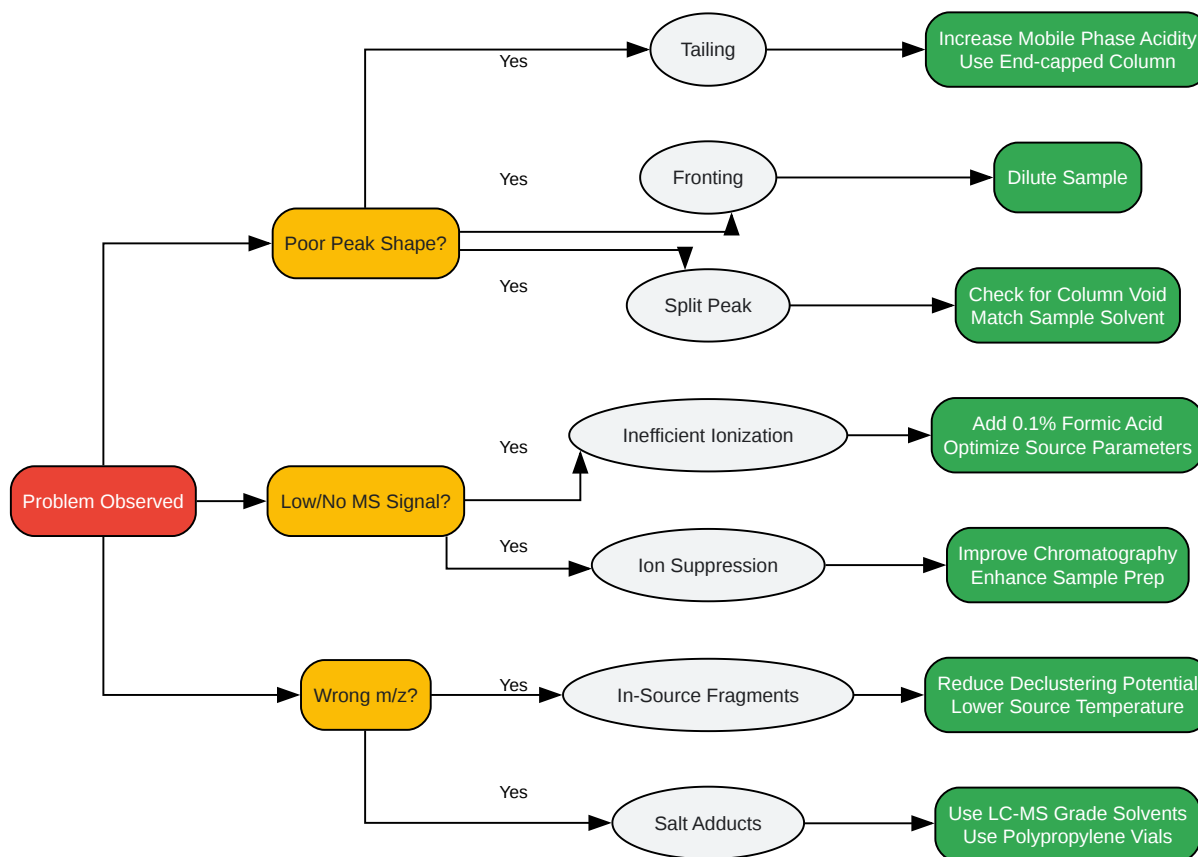 Yes
Tailing
Increase Mobile Phase Acidity
Use End-capped Column
Yes
Fronting
Dilute Sample
Poor Peak Shape?
Yes
Split Peak
Check for Column Void
Match Sample Solvent
Yes
Inefficient Ionization
Add 0.1% Formic Acid
Optimize Source Parameters
Problem Observed
Low/No MS Signal?
Yes
Ion Suppression
Improve Chromatography
Enhance Sample Prep
Wrong m/z?
Yes
In-Source Fragments
Reduce Declustering Potential
Lower Source Temperature
Yes
Salt Adducts
Use LC-MS Grade Solvents
Use Polypropylene Vials